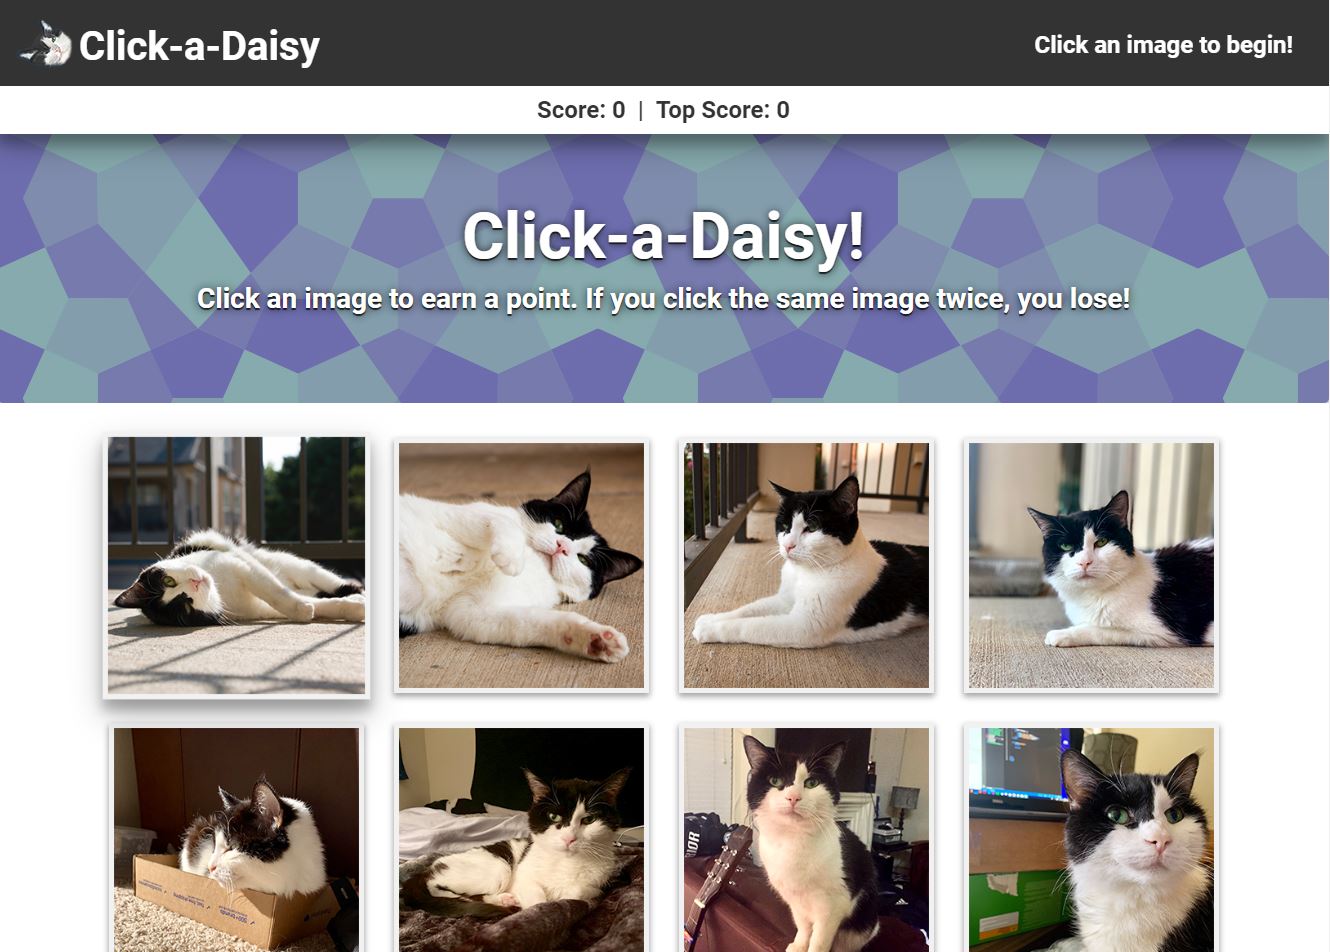 Click-a-Daisy
Click an image to begin!
Score: 0 | Top Score: 0
Click-a-Daisy!
Click an image to earn a point. If you click the same image twice, you lose!